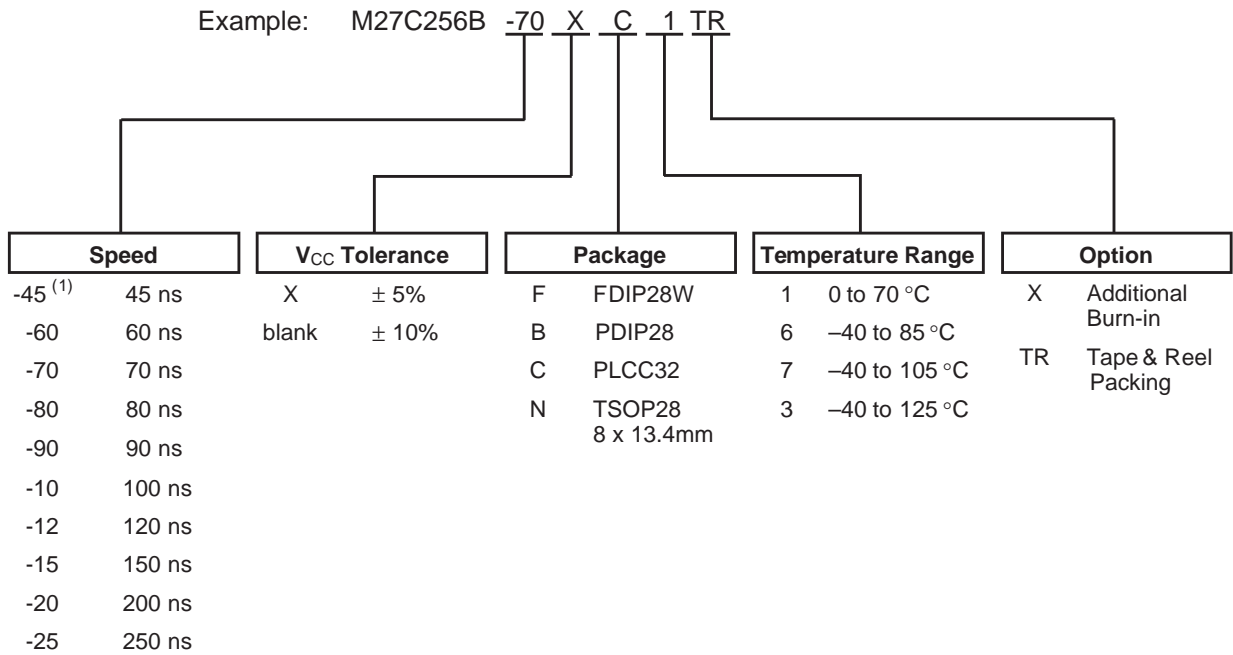 Example: M27C256B -70 X C 1 TR
Speed VCC Tolerance Package Temperature Range Option
-45 (1) 45 ns X ± 5% F FDIP28W 1 0 to 70 °C X Additional
Burn-in
-60 60 ns blank ± 10% B PDIP28 6 –40 to 85 °C
-70 70 ns C PLCC32 7 –40 to 105 °C TR Tape & Reel
Packing
-80 80 ns N TSOP28 3 –40 to 125 °C
8 x 13.4mm
-90 90 ns
-10 100 ns
-12 120 ns
-15 150 ns
-20 200 ns
-25 250 ns